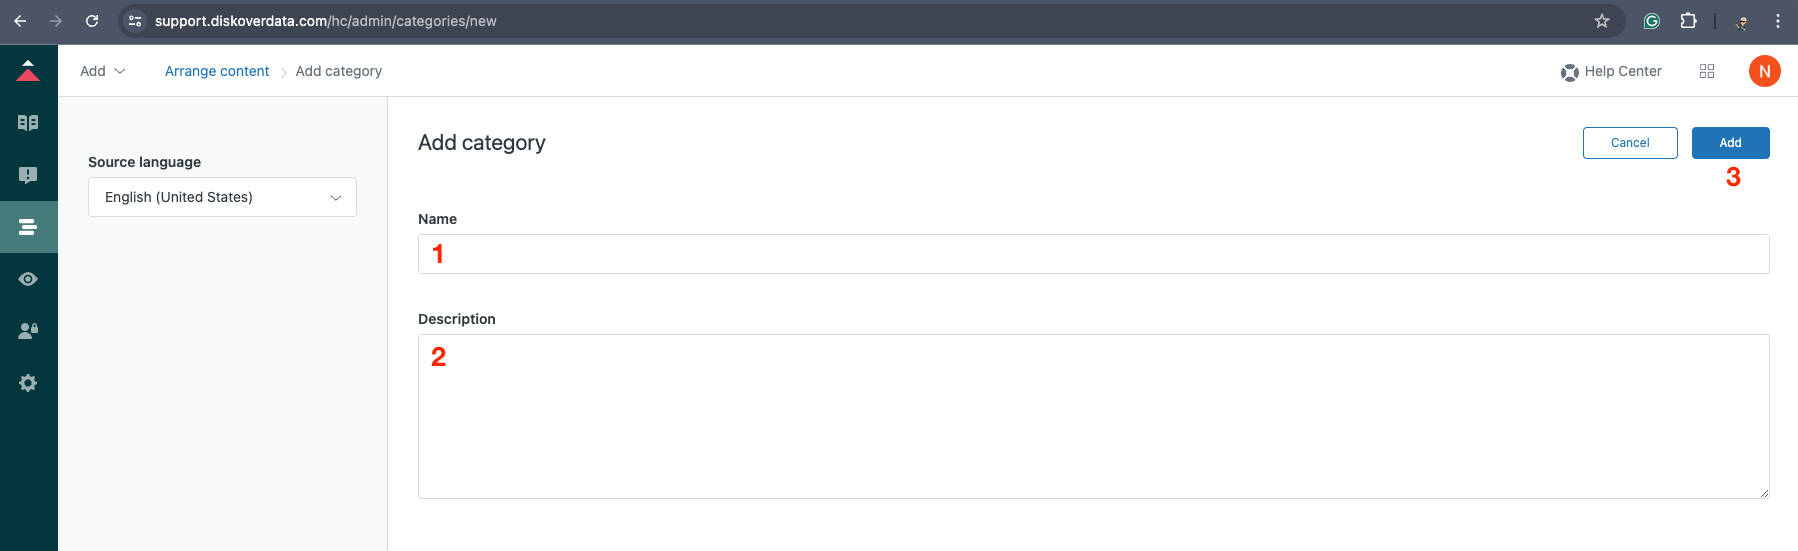 support.diskoverdata.com/hc/admin/categories/new
Add
Arrange content
Add category
Help Center
N
Source language
English (United States)
Add category
Cancel
Add
3
Name
1
Description
2